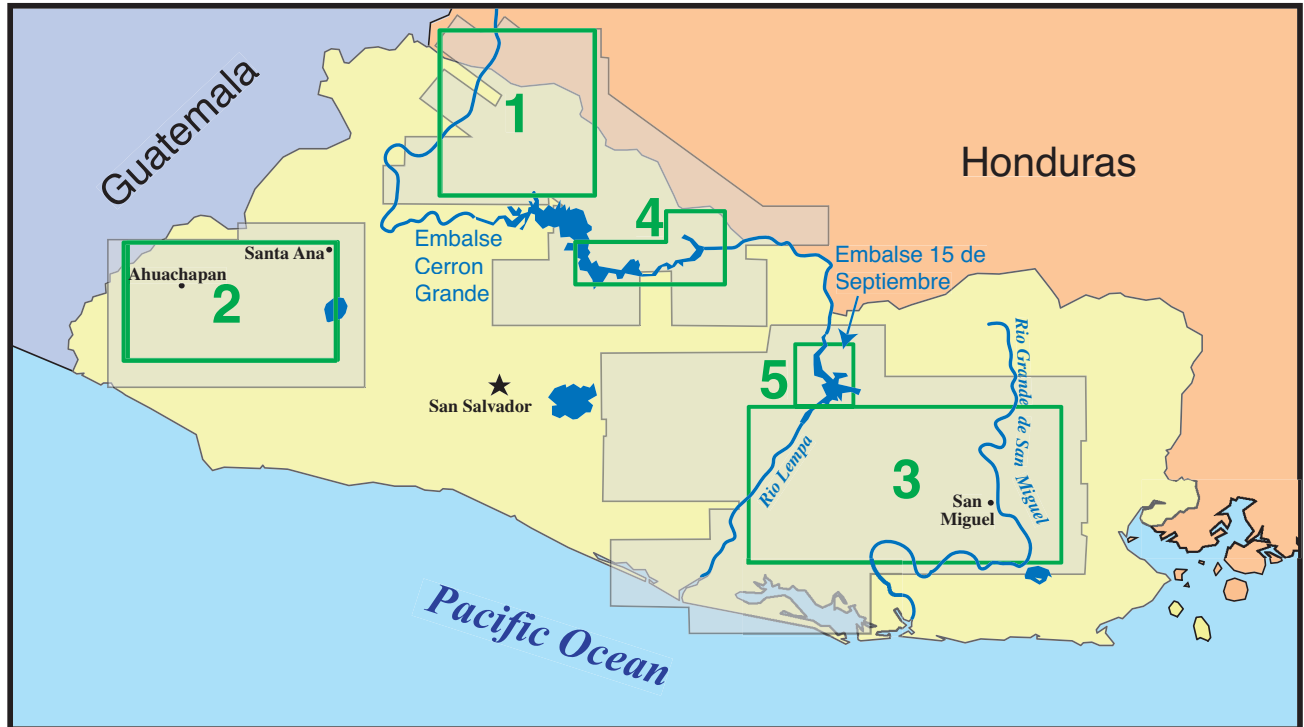 Guatemala
Honduras
1
4
Embalse
Cerron
Grande
Embalse 15 de
Septiembre
Santa Ana
Ahuachapan
2
San Salvador
5
Rio Grande de San Miguel
Rio Lempa
3
San
Miguel
Pacific Ocean